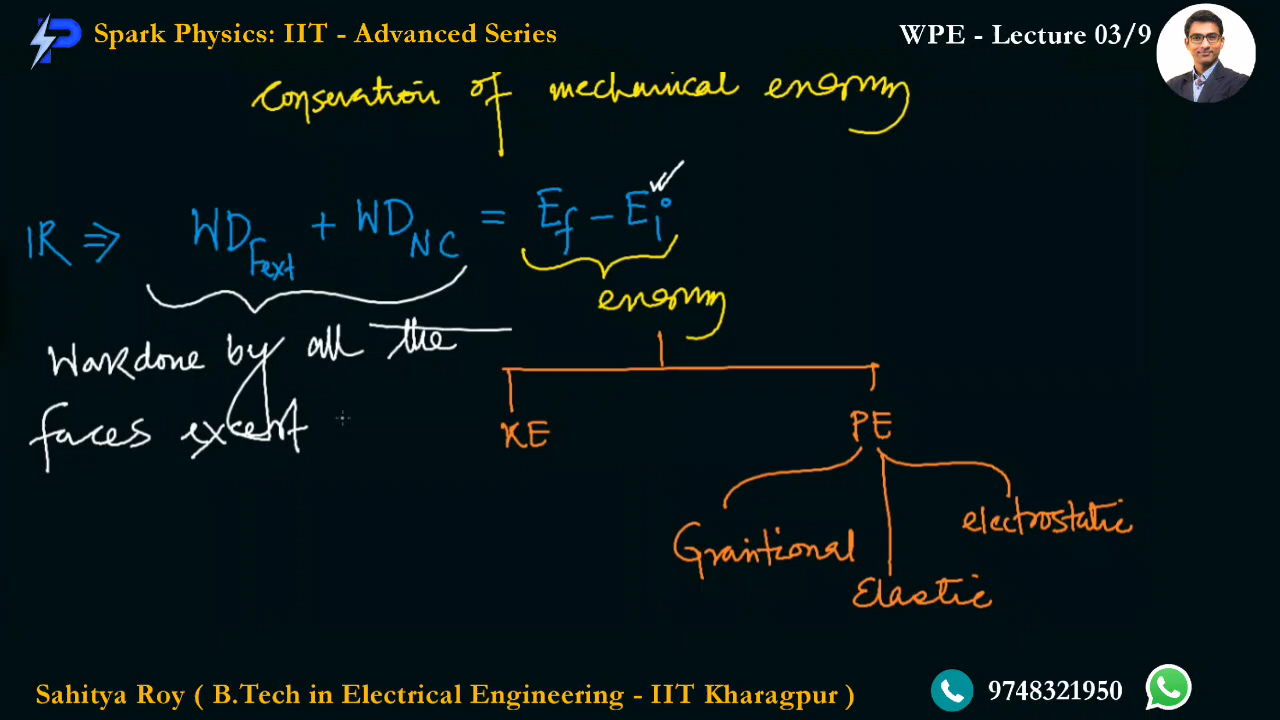 Spark Physics: IIT - Advanced Series
WPE - Lecture 03/9
Conservation of mechanical energy
IR ⇒ WD_Fext + WD_NC = E_f - E_i
energy
Workdone by all the
forces except
KE
PE
Gravitional
electrostatic
Elastic
Sahitya Roy ( B.Tech in Electrical Engineering - IIT Kharagpur )
9748321950